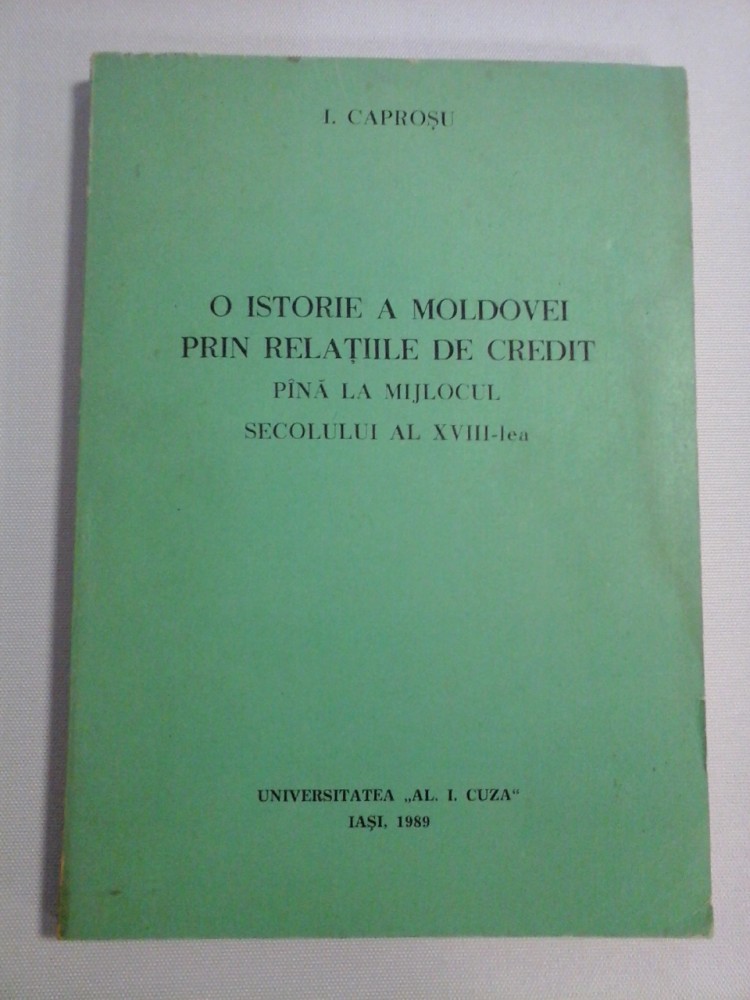 I. CAPROȘU
O ISTORIE A MOLDOVEI
PRIN RELAȚIILE DE CREDIT
PÎNĂ LA MIJLOCUL
SECOLULUI AL XVIII-lea
UNIVERSITATEA „AL. I. CUZA“
IAȘI, 1989